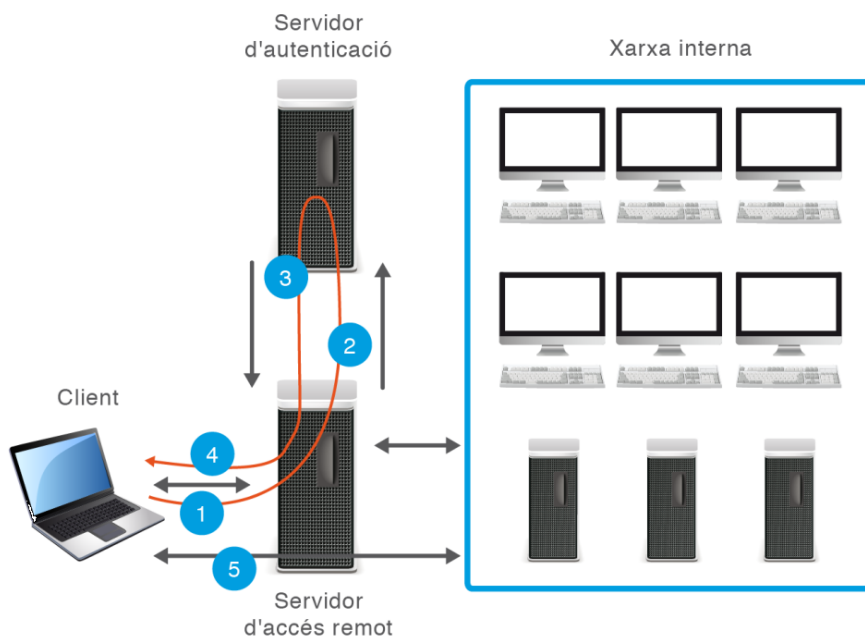 Servidor
d'autenticació
Xarxa interna
3
2
Client
4
1
5
Servidor
d'accés remot